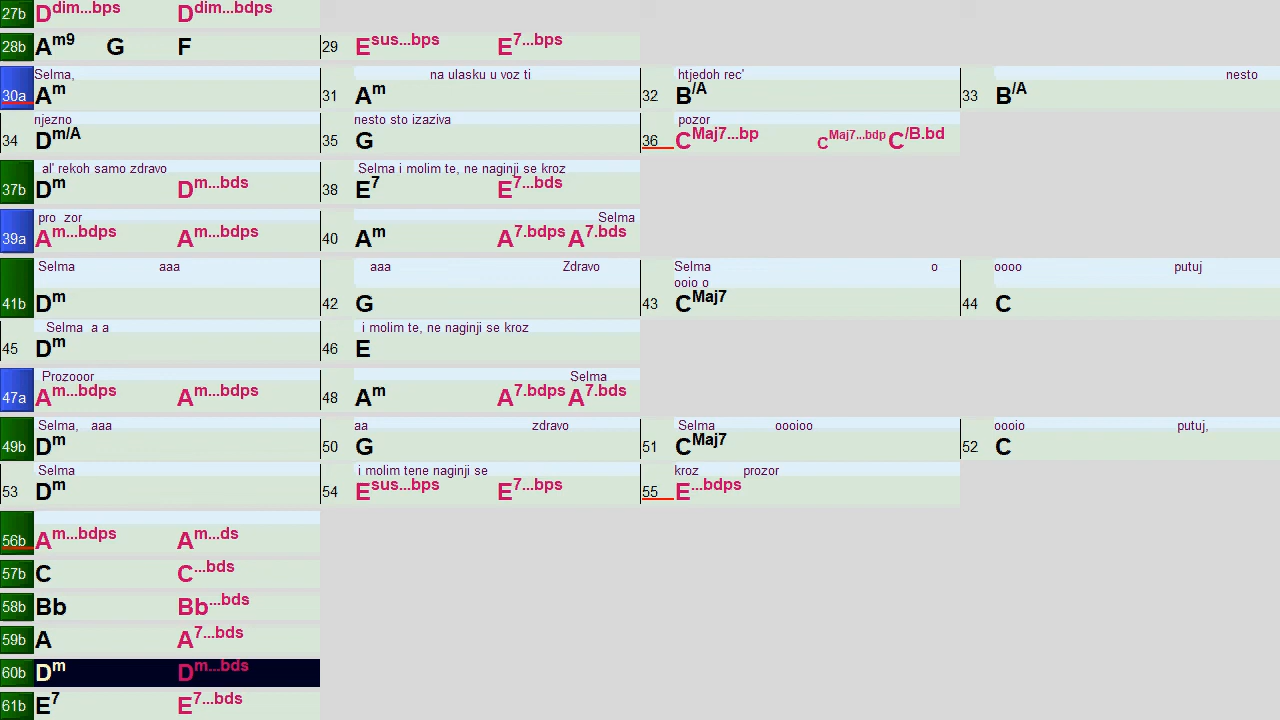 27b Ddim...bps Ddim...bdps
28b Am9 G F 29 Esus...bps E7...bps
Selma, na ulasku u voz ti htjedoh rec' nesto
30a Am 31 Am 32 B/A 33 B/A
njezno nesto sto izaziva pozor
34 Dm/A 35 G 36 CMaj7...bp CMaj7...bdp C/B.bd
al' rekoh samo zdravo Selma i molim te, ne naginji se kroz
37b Dm Dm...bds 38 E7 E7...bds
pro zor Selma
39a Am...bdps Am...bdps 40 Am A7.bdps A7.bds
Selma aaa aaa Zdravo Selma o oooo putuj
ooio o
41b Dm 42 G 43 CMaj7 44 C
Selma a a i molim te, ne naginji se kroz
45 Dm 46 E
Prozooor Selma
47a Am...bdps Am...bdps 48 Am A7.bdps A7.bds
Selma, aaa aa zdravo Selma oooioo oooio putuj,
49b Dm 50 G 51 CMaj7 52 C
Selma i molim tene naginji se kroz prozor
53 Dm 54 Esus...bps E7...bps 55 E...bdps
56b Am...bdps Am...ds
57b C C...bds
58b Bb Bb...bds
59b A A7...bds
60b Dm Dm...bds
61b E7 E7...bds